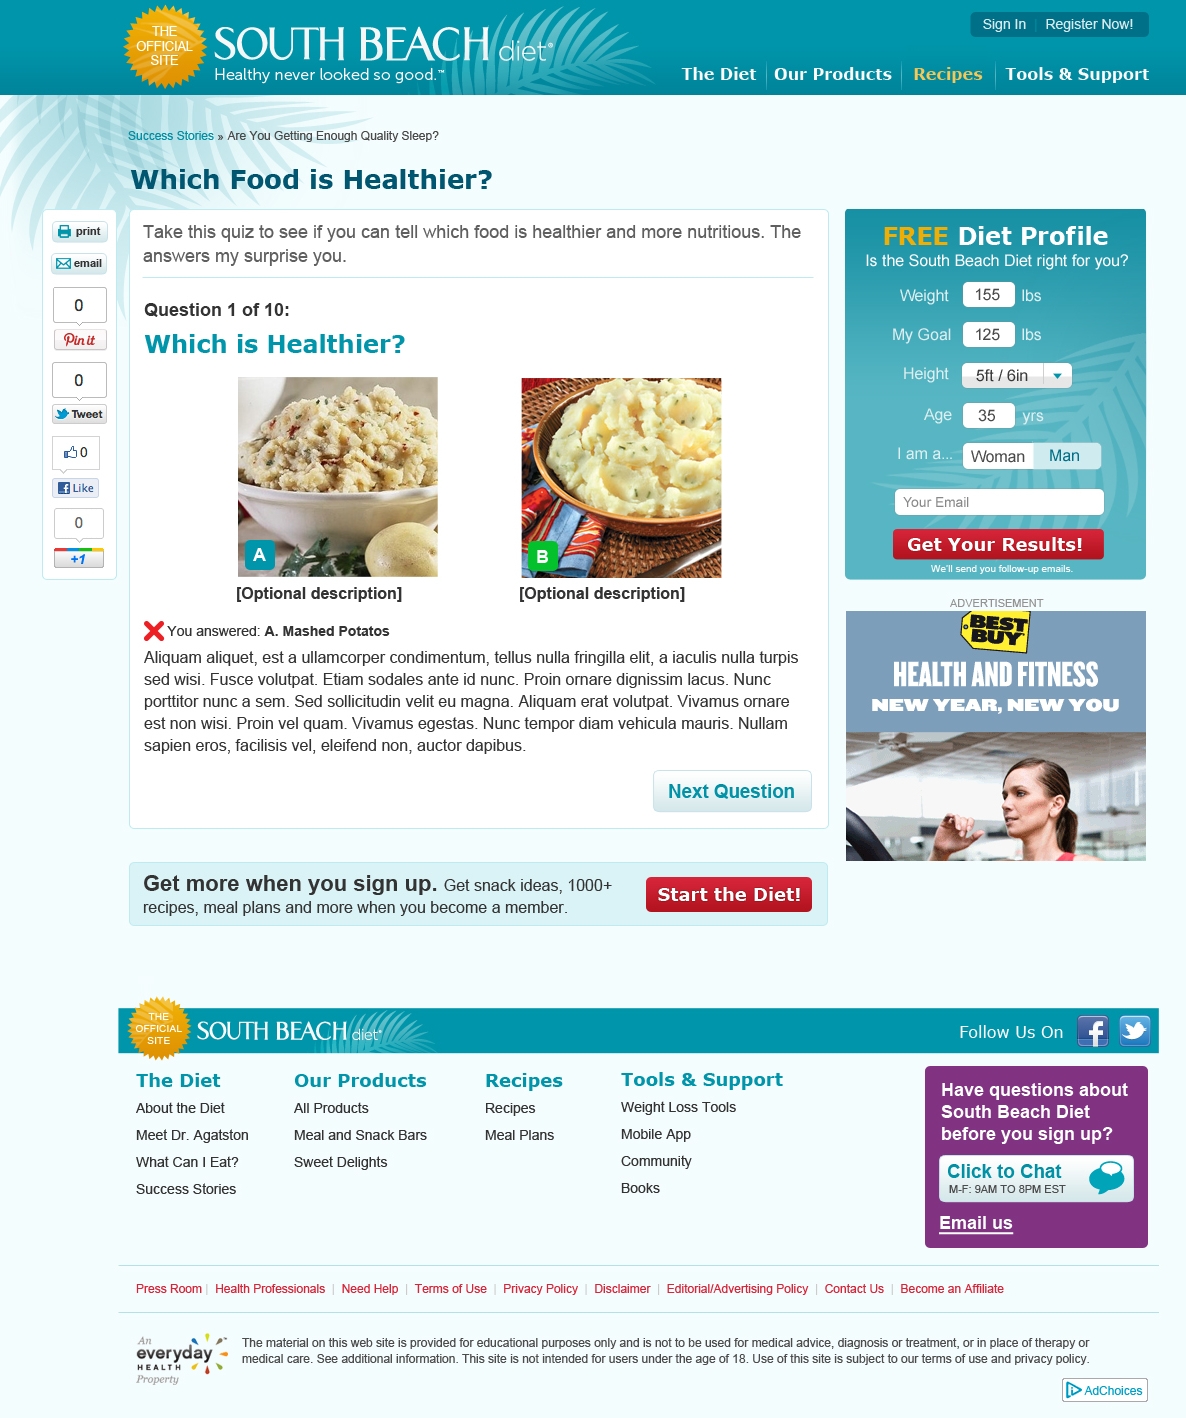 THE
OFFICIAL
SITE
SOUTH BEACH diet®
Healthy never looked so good.™
Sign In | Register Now!
The Diet
Our Products
Recipes
Tools & Support
Success Stories » Are You Getting Enough Quality Sleep?
Which Food is Healthier?
print
email
0
Pin it
0
Tweet
0
Like
0
+1
Take this quiz to see if you can tell which food is healthier and more nutritious. The
answers my surprise you.
Question 1 of 10:
Which is Healthier?
A
B
[Optional description]
[Optional description]
You answered: A. Mashed Potatos
Aliquam aliquet, est a ullamcorper condimentum, tellus nulla fringilla elit, a iaculis nulla turpis
sed wisi. Fusce volutpat. Etiam sodales ante id nunc. Proin ornare dignissim lacus. Nunc
porttitor nunc a sem. Sed sollicitudin velit eu magna. Aliquam erat volutpat. Vivamus ornare
est non wisi. Proin vel quam. Vivamus egestas. Nunc tempor diam vehicula mauris. Nullam
sapien eros, facilisis vel, eleifend non, auctor dapibus.
Next Question
FREE Diet Profile
Is the South Beach Diet right for you?
Weight 155 lbs
My Goal 125 lbs
Height 5ft / 6in
Age 35 yrs
I am a... Woman Man
Your Email
Get Your Results!
We'll send you follow-up emails.
ADVERTISEMENT
BEST
BUY
HEALTH AND FITNESS
NEW YEAR, NEW YOU
Get more when you sign up. Get snack ideas, 1000+
recipes, meal plans and more when you become a member.
Start the Diet!
THE
OFFICIAL
SITE
SOUTH BEACH diet®
Follow Us On
The Diet
About the Diet
Meet Dr. Agatston
What Can I Eat?
Success Stories
Our Products
All Products
Meal and Snack Bars
Sweet Delights
Recipes
Recipes
Meal Plans
Tools & Support
Weight Loss Tools
Mobile App
Community
Books
Have questions about
South Beach Diet
before you sign up?
Click to Chat
M-F: 9AM TO 8PM EST
Email us
Press Room | Health Professionals | Need Help | Terms of Use | Privacy Policy | Disclaimer | Editorial/Advertising Policy | Contact Us | Become an Affiliate
An
everyday
HEALTH
Property
The material on this web site is provided for educational purposes only and is not to be used for medical advice, diagnosis or treatment, or in place of therapy or
medical care. See additional information. This site is not intended for users under the age of 18. Use of this site is subject to our terms of use and privacy policy.
AdChoices